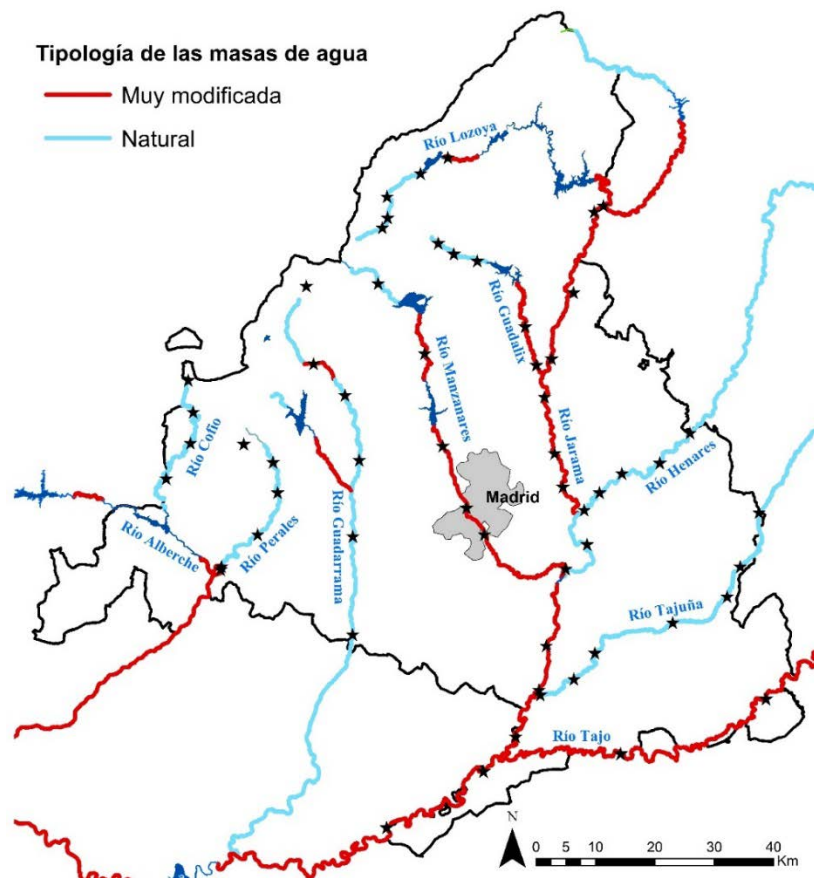 Tipología de las masas de agua
Muy modificada
Natural
Río Lozoya
Río Guadalix
Río Manzanares
Río Jarama
Río Cofio
Río Henares
Madrid
Río Guadarrama
Río Perales
Río Alberche
Río Tajuña
Río Tajo
N
0 5 10 20 30 40
Km